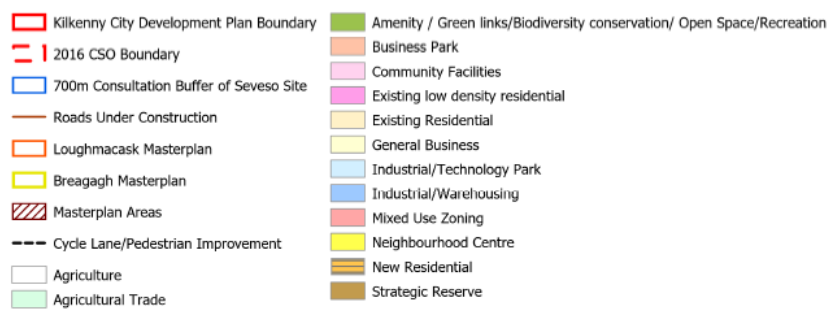 Kilkenny City Development Plan Boundary
2016 CSO Boundary
700m Consultation Buffer of Seveso Site
Roads Under Construction
Loughmacask Masterplan
Breagagh Masterplan
Masterplan Areas
Cycle Lane/Pedestrian Improvement
Agriculture
Agricultural Trade
Amenity / Green links/Biodiversity conservation/ Open Space/Recreation
Business Park
Community Facilities
Existing low density residential
Existing Residential
General Business
Industrial/Technology Park
Industrial/Warehousing
Mixed Use Zoning
Neighbourhood Centre
New Residential
Strategic Reserve